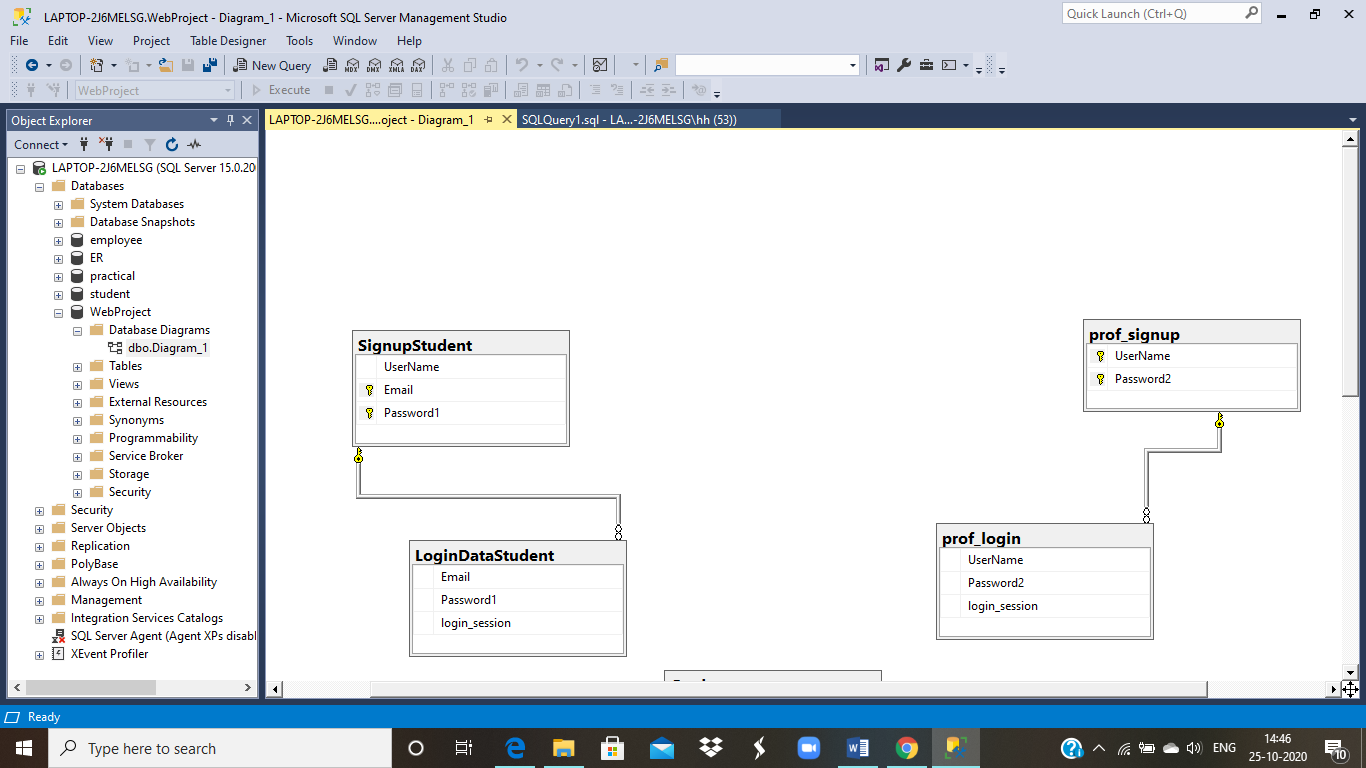 LAPTOP-2J6MELSG.WebProject - Diagram_1 - Microsoft SQL Server Management Studio
Quick Launch (Ctrl+Q)
File Edit View Project Table Designer Tools Window Help
New Query MDX DMX XMLA DAX
WebProject Execute
Object Explorer
LAPTOP-2J6MELSG....oject - Diagram_1
SQLQuery1.sql - LA...-2J6MELSG\hh (53))
Connect
LAPTOP-2J6MELSG (SQL Server 15.0.20
Databases
System Databases
Database Snapshots
employee
ER
practical
student
WebProject
Database Diagrams
dbo.Diagram_1
Tables
Views
External Resources
Synonyms
Programmability
Service Broker
Storage
Security
Security
Server Objects
Replication
PolyBase
Always On High Availability
Management
Integration Services Catalogs
SQL Server Agent (Agent XPs disabl
XEvent Profiler
SignupStudent
UserName
Email
Password1
LoginDataStudent
Email
Password1
login_session
prof_signup
UserName
Password2
prof_login
UserName
Password2
login_session
Ready
Type here to search
ENG
14:46
25-10-2020
10